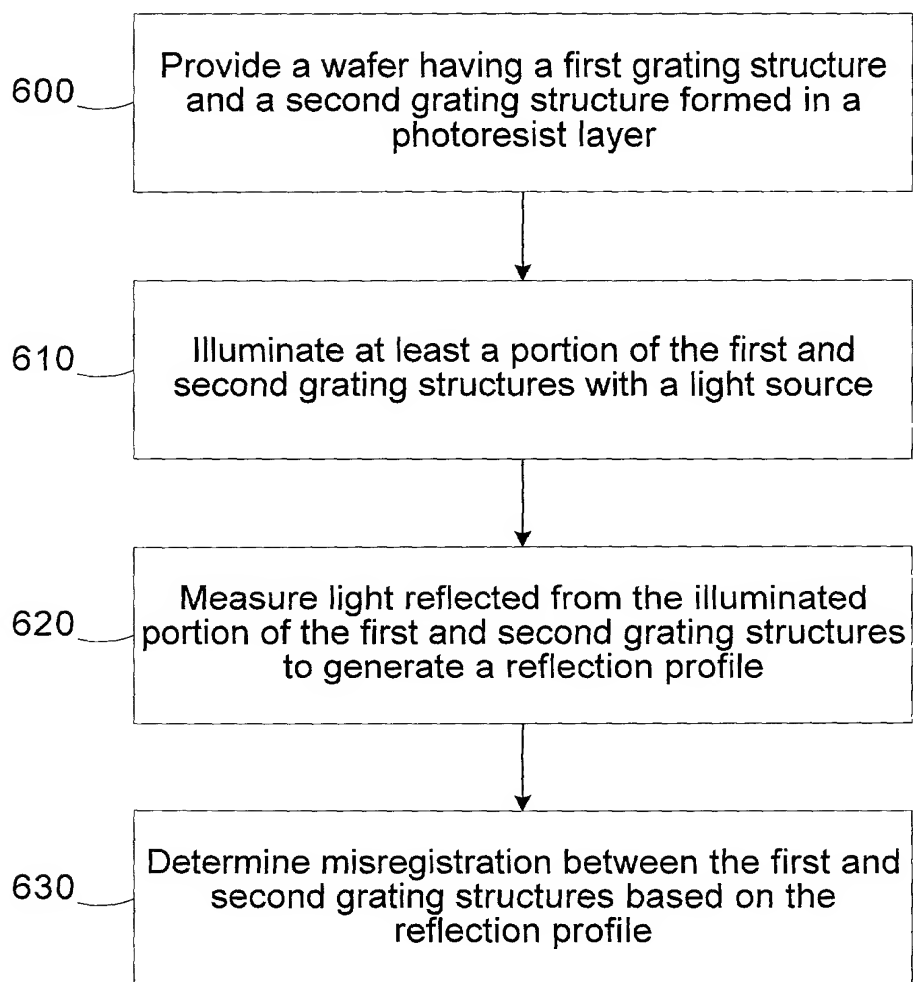 600
Provide a wafer having a first grating structure
and a second grating structure formed in a
photoresist layer
610
Illuminate at least a portion of the first and
second grating structures with a light source
620
Measure light reflected from the illuminated
portion of the first and second grating structures
to generate a reflection profile
630
Determine misregistration between the first and
second grating structures based on the
reflection profile